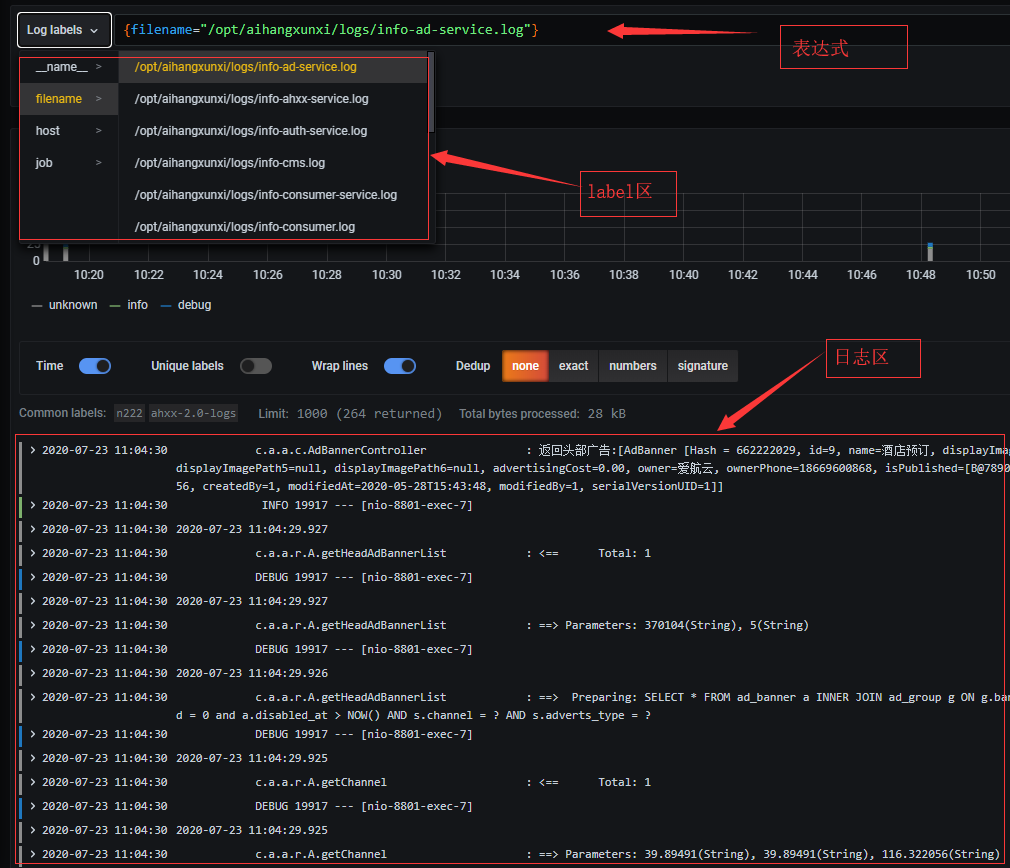 Log labels
{filename="/opt/aihangxunxi/logs/info-ad-service.log"}
表达式
__name__ >
/opt/aihangxunxi/logs/info-ad-service.log
filename >
/opt/aihangxunxi/logs/info-ahxx-service.log
host >
/opt/aihangxunxi/logs/info-auth-service.log
job >
/opt/aihangxunxi/logs/info-cms.log
label区
/opt/aihangxunxi/logs/info-consumer-service.log
/opt/aihangxunxi/logs/info-consumer.log
25
0
10:20 10:22 10:24 10:26 10:28 10:30 10:32 10:34 10:36 10:38 10:40 10:42 10:44 10:46 10:48 10:50
unknown info debug
日志区
Time Unique labels Wrap lines Dedup none exact numbers signature
Common labels: n222 ahxx-2.0-logs Limit: 1000 (264 returned) Total bytes processed: 28 kB
> 2020-07-23 11:04:30 c.a.a.c.AdBannerController : 返回头部广告:[AdBanner [Hash = 662222029, id=9, name=酒店预订, displayIma
displayImagePath5=null, displayImagePath6=null, advertisingCost=0.00, owner=爱航云, ownerPhone=18669600868, isPublished=[B@7890
56, createdBy=1, modifiedAt=2020-05-28T15:43:48, modifiedBy=1, serialVersionUID=1]]
> 2020-07-23 11:04:30 INFO 19917 --- [nio-8801-exec-7]
> 2020-07-23 11:04:30 2020-07-23 11:04:29.927
> 2020-07-23 11:04:30 c.a.a.r.A.getHeadAdBannerList : <== Total: 1
> 2020-07-23 11:04:30 DEBUG 19917 --- [nio-8801-exec-7]
> 2020-07-23 11:04:30 2020-07-23 11:04:29.927
> 2020-07-23 11:04:30 c.a.a.r.A.getHeadAdBannerList : ==> Parameters: 370104(String), 5(String)
> 2020-07-23 11:04:30 DEBUG 19917 --- [nio-8801-exec-7]
> 2020-07-23 11:04:30 2020-07-23 11:04:29.926
> 2020-07-23 11:04:30 c.a.a.r.A.getHeadAdBannerList : ==> Preparing: SELECT * FROM ad_banner a INNER JOIN ad_group g ON g.ban
d = 0 and a.disabled_at > NOW() AND s.channel = ? AND s.adverts_type = ?
> 2020-07-23 11:04:30 DEBUG 19917 --- [nio-8801-exec-7]
> 2020-07-23 11:04:30 2020-07-23 11:04:29.925
> 2020-07-23 11:04:30 c.a.a.r.A.getChannel : <== Total: 1
> 2020-07-23 11:04:30 DEBUG 19917 --- [nio-8801-exec-7]
> 2020-07-23 11:04:30 2020-07-23 11:04:29.925
> 2020-07-23 11:04:30 c.a.a.r.A.getChannel : ==> Parameters: 39.89491(String), 39.89491(String), 116.322056(String)